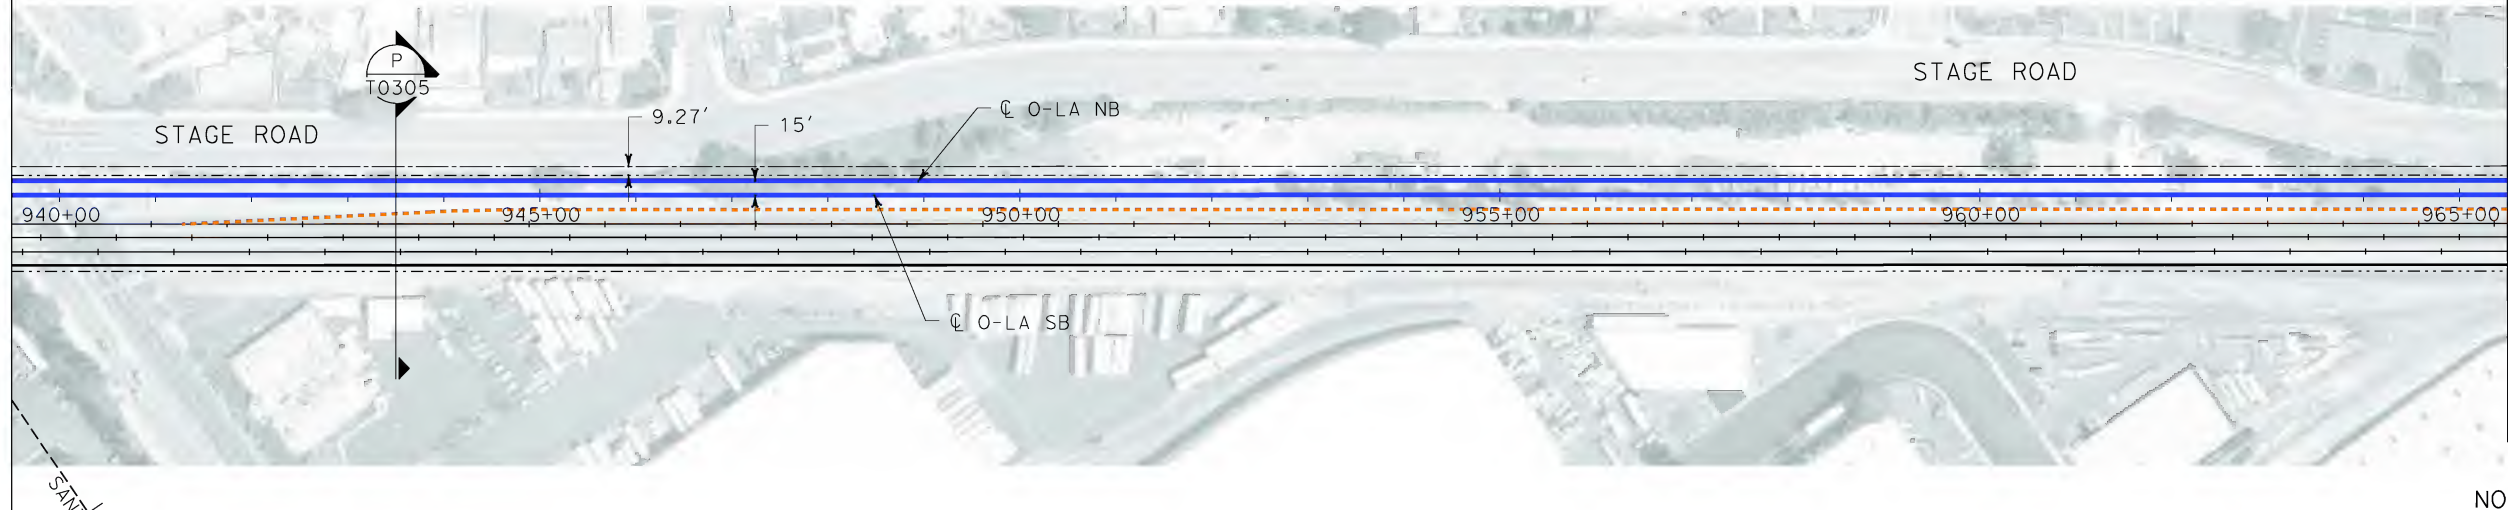 P
T0305
STAGE ROAD
STAGE ROAD
9.27'
15'
℄ O-LA NB
940+00
945+00
950+00
955+00
960+00
965+00
℄ O-LA SB
SAN
NO